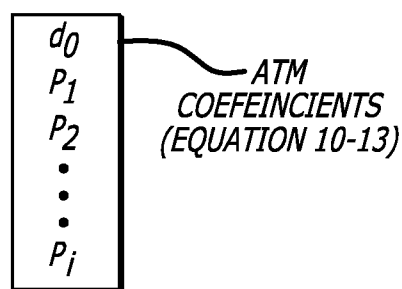 d0
P1
P2
•
•
•
Pi
ATM
COEFEINCIENTS
(EQUATION 10-13)